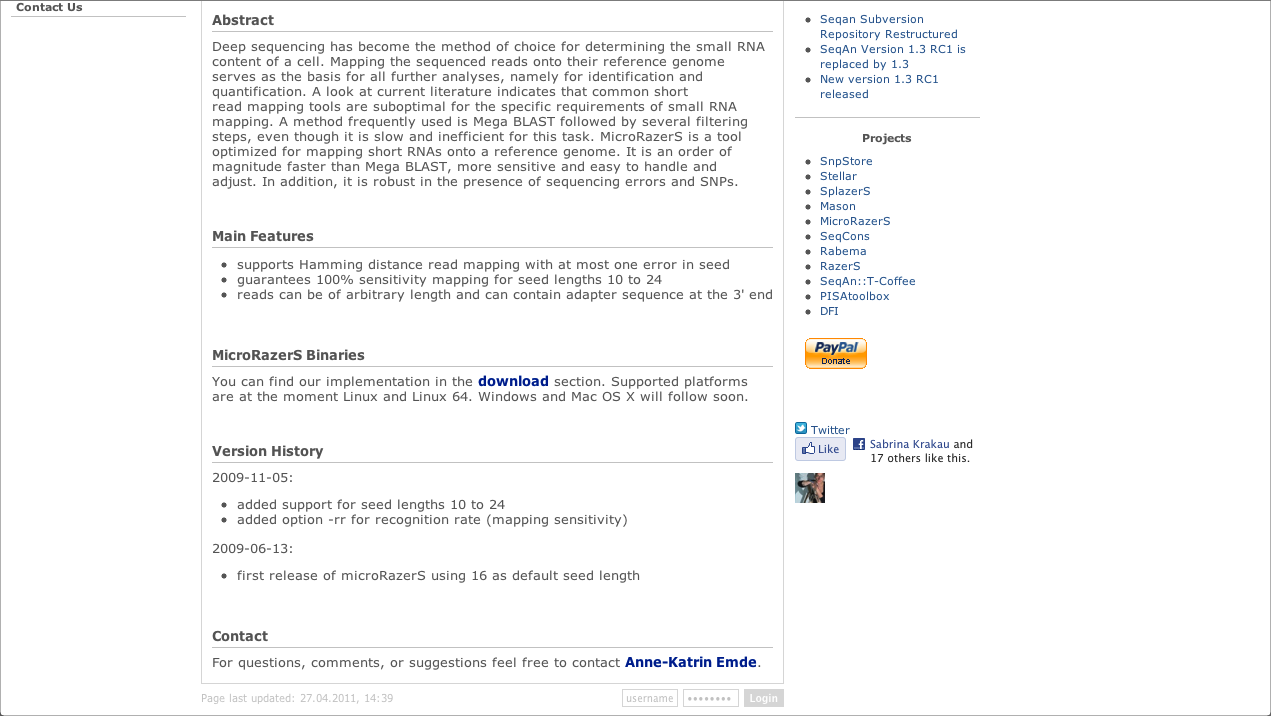 Contact Us
Abstract
Deep sequencing has become the method of choice for determining the small RNA
content of a cell. Mapping the sequenced reads onto their reference genome
serves as the basis for all further analyses, namely for identification and
quantification. A look at current literature indicates that common short
read mapping tools are suboptimal for the specific requirements of small RNA
mapping. A method frequently used is Mega BLAST followed by several filtering
steps, even though it is slow and inefficient for this task. MicroRazerS is a tool
optimized for mapping short RNAs onto a reference genome. It is an order of
magnitude faster than Mega BLAST, more sensitive and easy to handle and
adjust. In addition, it is robust in the presence of sequencing errors and SNPs.
Main Features
• supports Hamming distance read mapping with at most one error in seed
• guarantees 100% sensitivity mapping for seed lengths 10 to 24
• reads can be of arbitrary length and can contain adapter sequence at the 3' end
MicroRazerS Binaries
You can find our implementation in the download section. Supported platforms
are at the moment Linux and Linux 64. Windows and Mac OS X will follow soon.
Version History
2009-11-05:
• added support for seed lengths 10 to 24
• added option -rr for recognition rate (mapping sensitivity)
2009-06-13:
• first release of microRazerS using 16 as default seed length
Contact
For questions, comments, or suggestions feel free to contact Anne-Katrin Emde.
Page last updated: 27.04.2011, 14:39
username •••••••• Login
• Seqan Subversion
Repository Restructured
• SeqAn Version 1.3 RC1 is
replaced by 1.3
• New version 1.3 RC1
released
Projects
• SnpStore
• Stellar
• SplazerS
• Mason
• MicroRazerS
• SeqCons
• Rabema
• RazerS
• SeqAn::T-Coffee
• PISAtoolbox
• DFI
PayPal
Donate
Twitter
Like
Sabrina Krakau and
17 others like this.